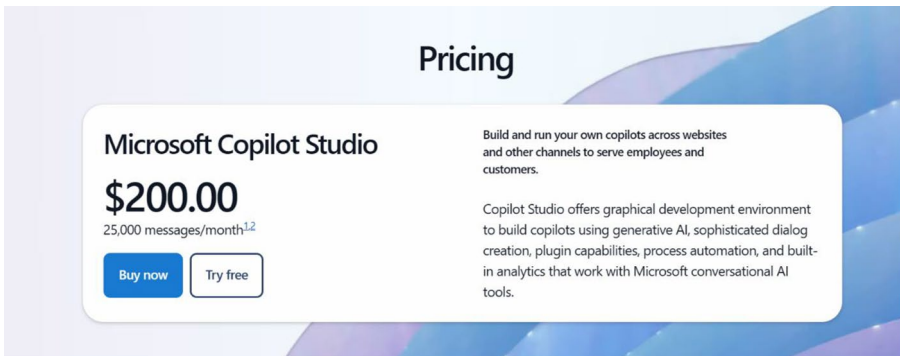 Pricing
Microsoft Copilot Studio
$200.00
25,000 messages/month1,2
Buy now
Try free
Build and run your own copilots across websites
and other channels to serve employees and
customers.
Copilot Studio offers graphical development environment
to build copilots using generative AI, sophisticated dialog
creation, plugin capabilities, process automation, and built-
in analytics that work with Microsoft conversational AI
tools.